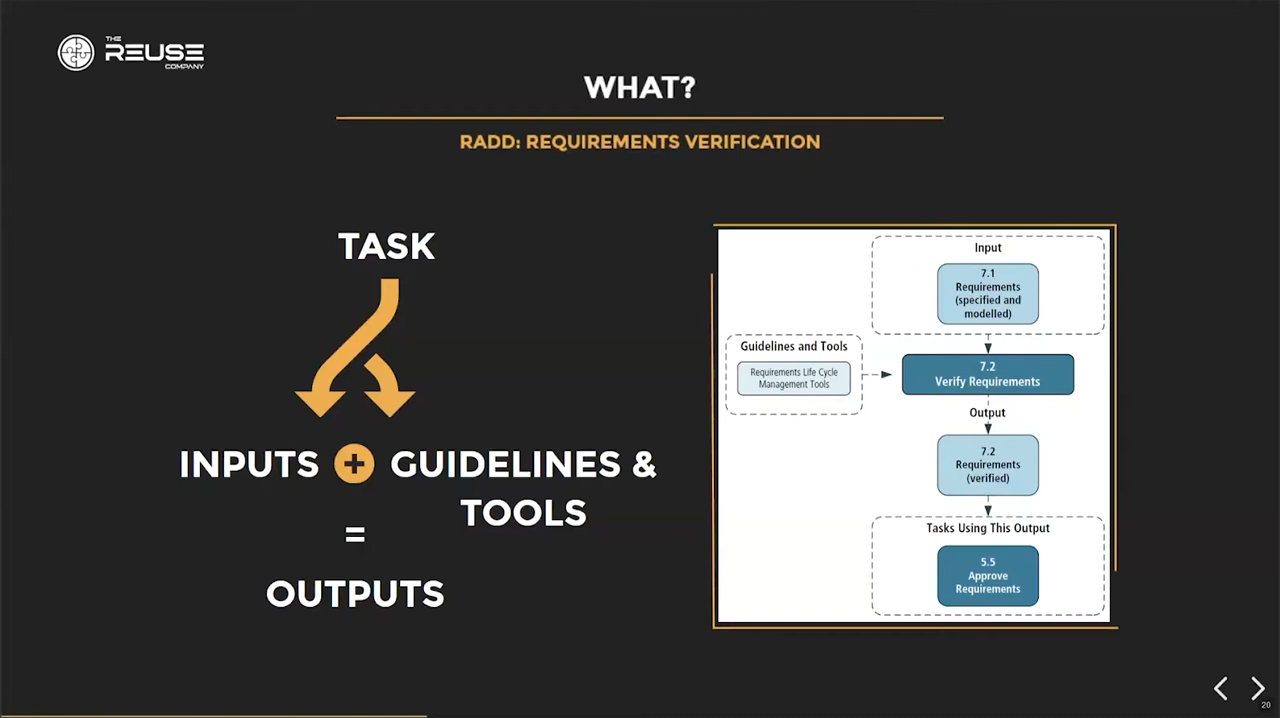 THE
REUSE
COMPANY
WHAT?
RADD: REQUIREMENTS VERIFICATION
TASK
INPUTS + GUIDELINES &
TOOLS
=
OUTPUTS
Input
7.1
Requirements
(specified and
modelled)
Guidelines and Tools
Requirements Life Cycle
Management Tools
7.2
Verify Requirements
Output
7.2
Requirements
(verified)
Tasks Using This Output
5.5
Approve
Requirements
20